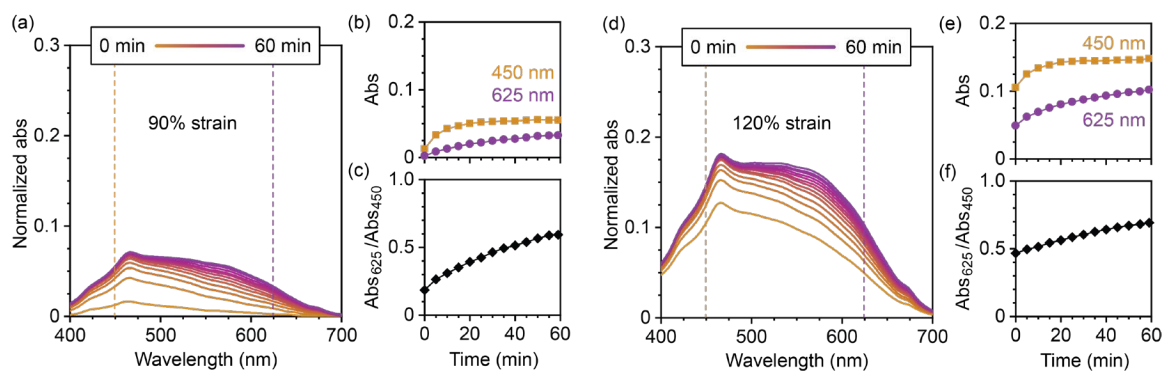 (a)
0 min 60 min
90% strain
Normalized abs
0.3
0.2
0.1
0
400 500 600 700
Wavelength (nm)
(b)
Abs
0.2
0.1
0
450 nm
625 nm
(c)
Abs625/Abs450
1.0
0.5
0
0 20 40 60
Time (min)
(d)
0 min 60 min
120% strain
Normalized abs
0.3
0.2
0.1
0
400 500 600 700
Wavelength (nm)
(e)
Abs
0.2
0.1
0
450 nm
625 nm
(f)
Abs625/Abs450
1.0
0.5
0
0 20 40 60
Time (min)